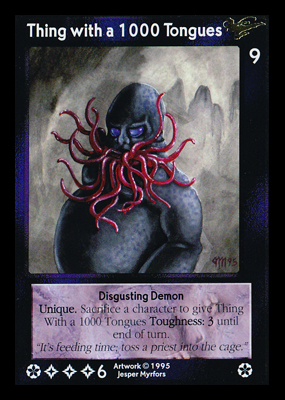 Thing with a 1000 Tongues
9
Disgusting Demon
Unique. Sacrifice a character to give Thing
With a 1000 Tongues Toughness: 3 until
end of turn.
"It's feeding time; toss a priest into the cage."
6
Artwork © 1995
Jesper Myrfors